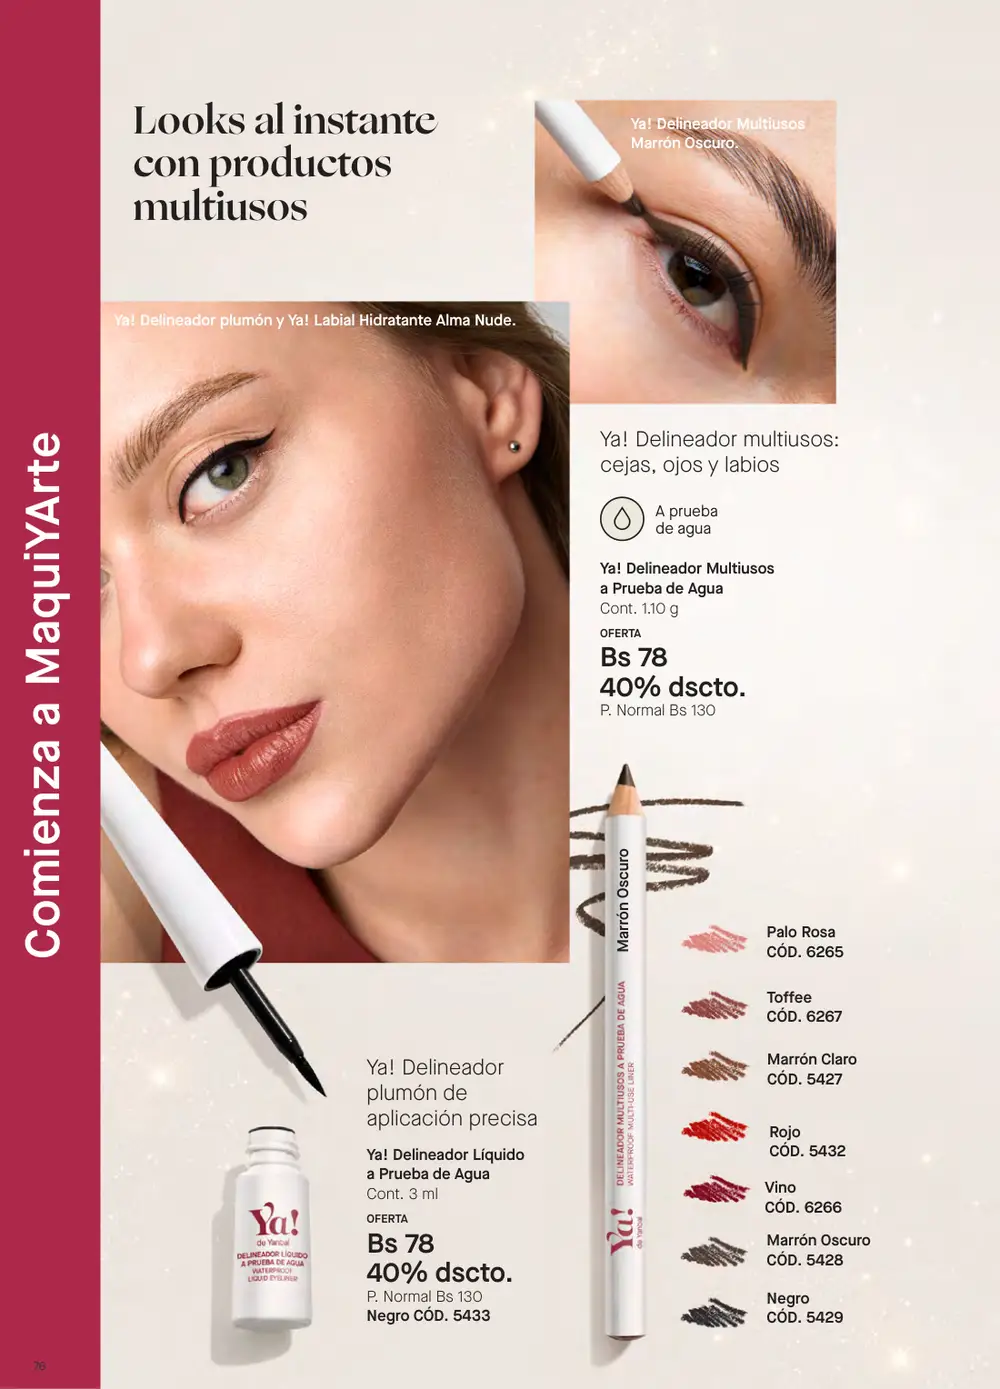 Looks al instante
con productos
multiusos
Ya! Delineador Multiusos
Marrón Oscuro.
Ya! Delineador plumón y Ya! Labial Hidratante Alma Nude.
Comienza a MaquiYArte
Ya! Delineador multiusos:
cejas, ojos y labios
A prueba
de agua
Ya! Delineador Multiusos
a Prueba de Agua
Cont. 1.10 g
OFERTA
Bs 78
40% dscto.
P. Normal Bs 130
Marrón Oscuro
DELINEADOR MULTIUSOS A PRUEBA DE AGUA
WATERPROOF MULTI-USE LINER
Ya!
de Yanbal
Palo Rosa
CÓD. 6265
Toffee
CÓD. 6267
Marrón Claro
CÓD. 5427
Rojo
CÓD. 5432
Vino
CÓD. 6266
Marrón Oscuro
CÓD. 5428
Negro
CÓD. 5429
Ya! Delineador
plumón de
aplicación precisa
Ya! Delineador Líquido
a Prueba de Agua
Cont. 3 ml
OFERTA
Bs 78
40% dscto.
P. Normal Bs 130
Negro CÓD. 5433
Ya!
de Yanbal
DELINEADOR LÍQUIDO
A PRUEBA DE AGUA
WATERPROOF
LIQUID EYELINER
76